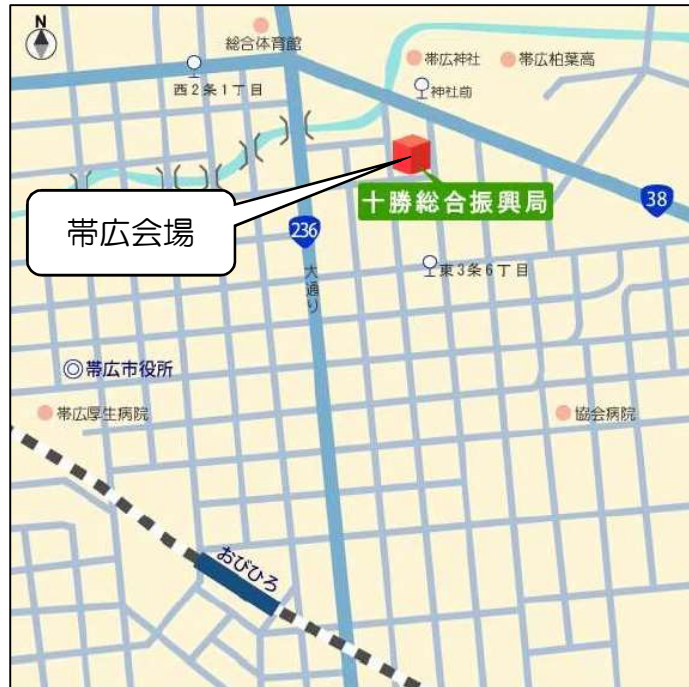 N
総合体育館
帯広神社
帯広柏葉高
西2条1丁目
神社前
十勝総合振興局
38
帯広会場
236
大通り
東3条6丁目
帯広市役所
帯広厚生病院
協会病院
おびひろ